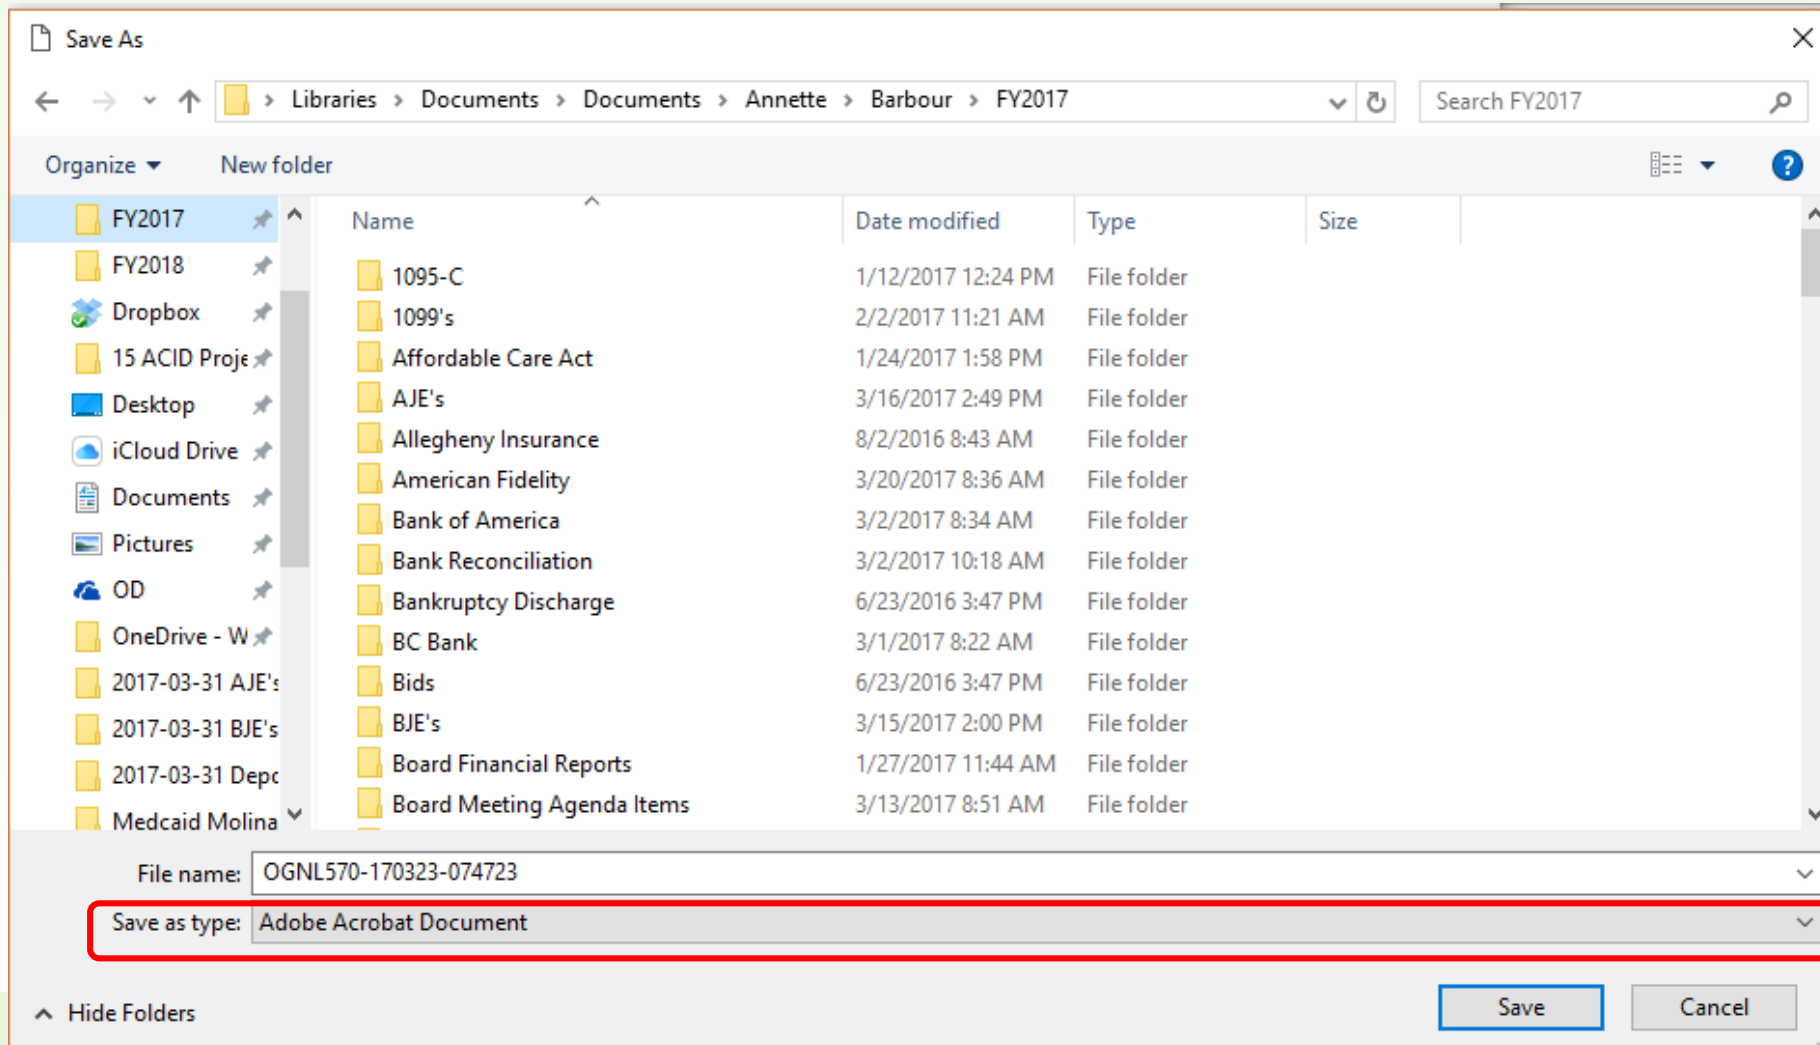 Save As
Libraries > Documents > Documents > Annette > Barbour > FY2017
Search FY2017
Organize
New folder
?
FY2017
FY2018
Dropbox
15 ACID Proje
Desktop
iCloud Drive
Documents
Pictures
OD
OneDrive - W
2017-03-31 AJE's
2017-03-31 BJE's
2017-03-31 Depo
Medcaid Molina
Name Date modified Type Size
1095-C 1/12/2017 12:24 PM File folder
1099's 2/2/2017 11:21 AM File folder
Affordable Care Act 1/24/2017 1:58 PM File folder
AJE's 3/16/2017 2:49 PM File folder
Allegheny Insurance 8/2/2016 8:43 AM File folder
American Fidelity 3/20/2017 8:36 AM File folder
Bank of America 3/2/2017 8:34 AM File folder
Bank Reconciliation 3/2/2017 10:18 AM File folder
Bankruptcy Discharge 6/23/2016 3:47 PM File folder
BC Bank 3/1/2017 8:22 AM File folder
Bids 6/23/2016 3:47 PM File folder
BJE's 3/15/2017 2:00 PM File folder
Board Financial Reports 1/27/2017 11:44 AM File folder
Board Meeting Agenda Items 3/13/2017 8:51 AM File folder
File name: OGNL570-170323-074723
Save as type: Adobe Acrobat Document
Hide Folders
Save
Cancel